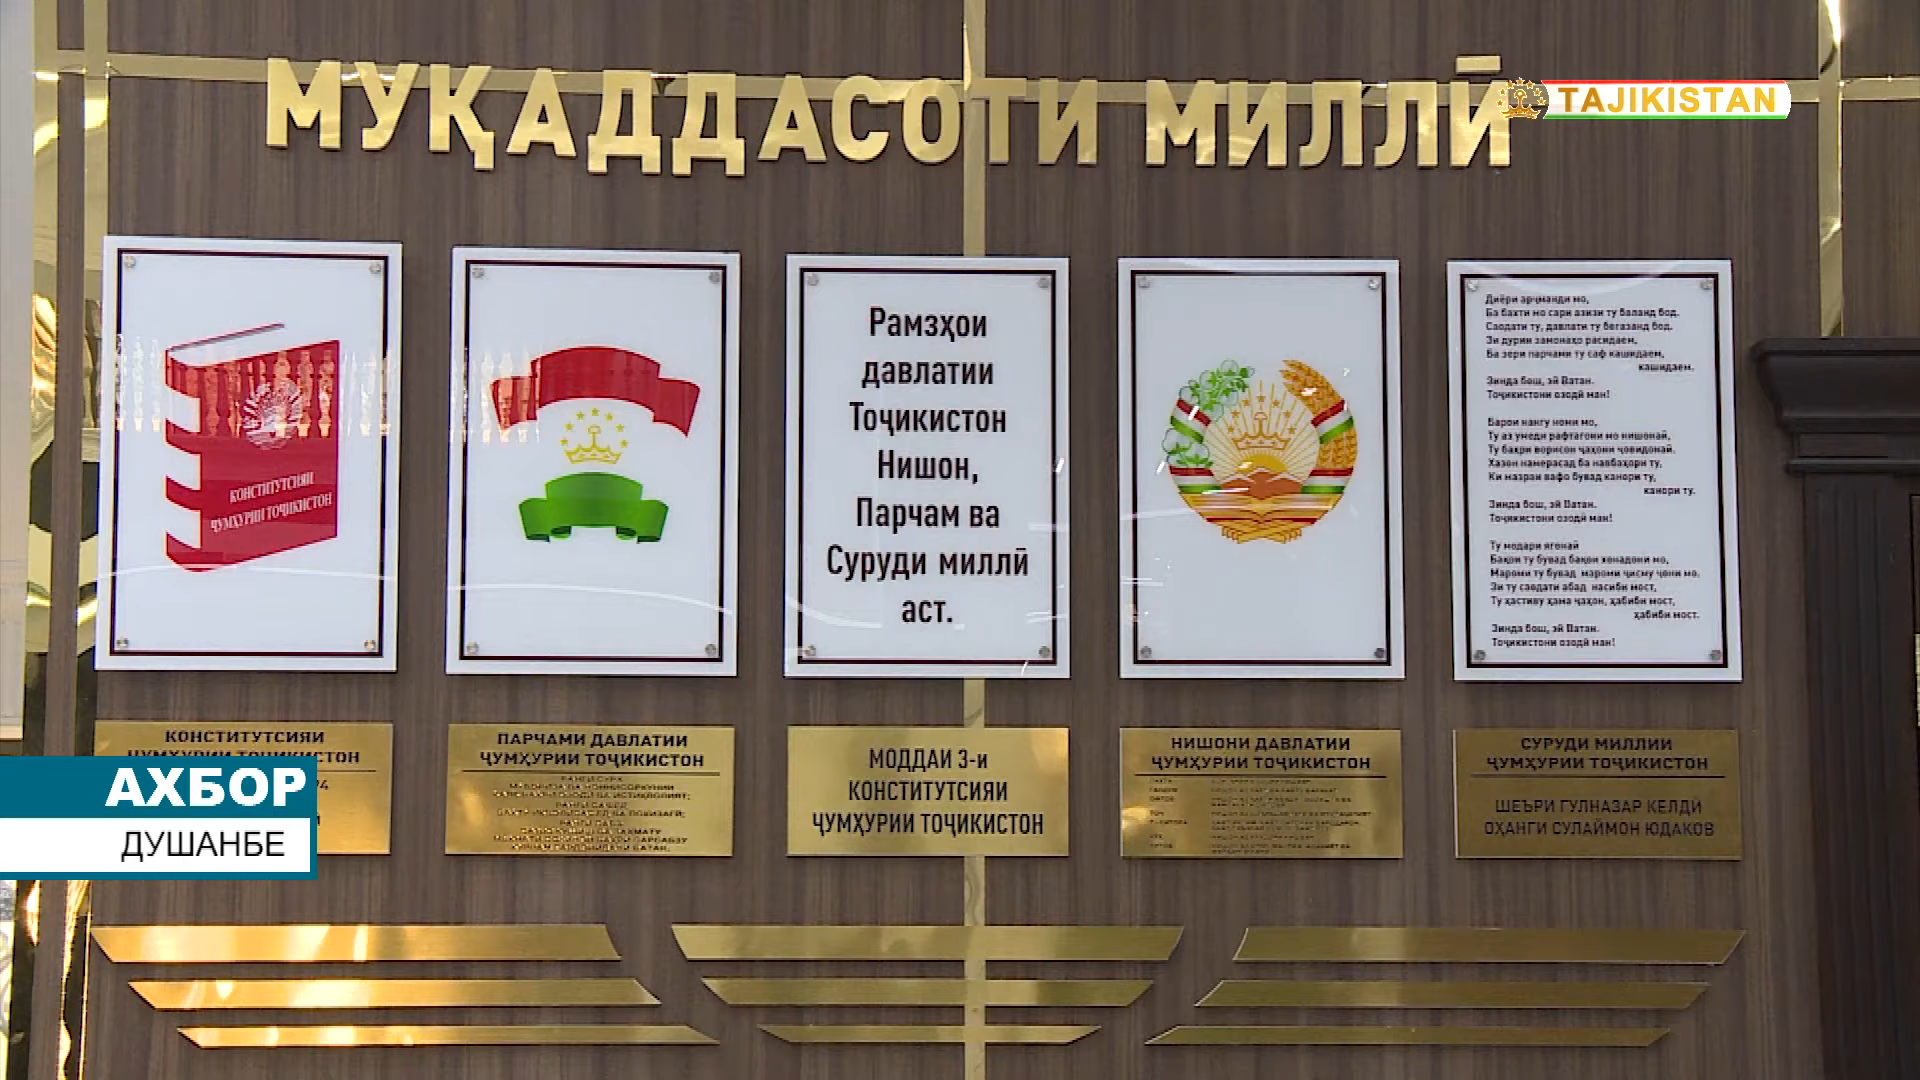 МУҚАДДАСОТИ МИЛЛӢ
TAJIKISTAN
КОНСТИТУТСИЯИ
ҶУМҲУРИИ ТОҶИКИСТОН
Рамзҳои
давлатии
Тоҷикистон
Нишон,
Парчам ва
Суруди миллӣ
аст.
Диёри арҷманди мо,
Ба бахти мо сари азизи ту баланд бод.
Саодати ту, давлати ту безаганд бод.
Зи дурии замонаҳо расидаем,
Ба зери парчами ту саф кашидаем,
кашидаем.
Зинда бош, эй Ватан.
Тоҷикистони озодӣ ман!
Барои нангу номи мо,
Ту аз умеди рафтагони мо нишонаӣ,
Ту баҳри ворисон ҷаҳони ҷовидонаӣ.
Хазон намерасад ба навбаҳори ту,
Ки мазраи вафо бувад канори ту,
канори ту.
Зинда бош, эй Ватан.
Тоҷикистони озодӣ ман!
Ту модари ягонаӣ
Бақои ту бувад бақои хонадони мо,
Мароми ту бувад мароми ҷисму ҷони мо.
Зи ту саодати абад насиби мост,
Ту ҳастиву ҳама ҷаҳон, ҳабиби мост,
ҳабиби мост.
Зинда бош, эй Ватан.
Тоҷикистони озодӣ ман!
КОНСТИТУТСИЯИ
ҶУМҲУРИИ ТОҶИКИСТОН
ПАРЧАМИ ДАВЛАТИИ
ҶУМҲУРИИ ТОҶИКИСТОН
МОДДАИ 3-и
КОНСТИТУТСИЯИ
ҶУМҲУРИИ ТОҶИКИСТОН
НИШОНИ ДАВЛАТИИ
ҶУМҲУРИИ ТОҶИКИСТОН
СУРУДИ МИЛЛИИ
ҶУМҲУРИИ ТОҶИКИСТОН
ШЕЪРИ ГУЛНАЗАР КЕЛДӢ
ОҲАНГИ СУЛАЙМОН ЮДАКОВ
АХБОР
ДУШАНБЕ